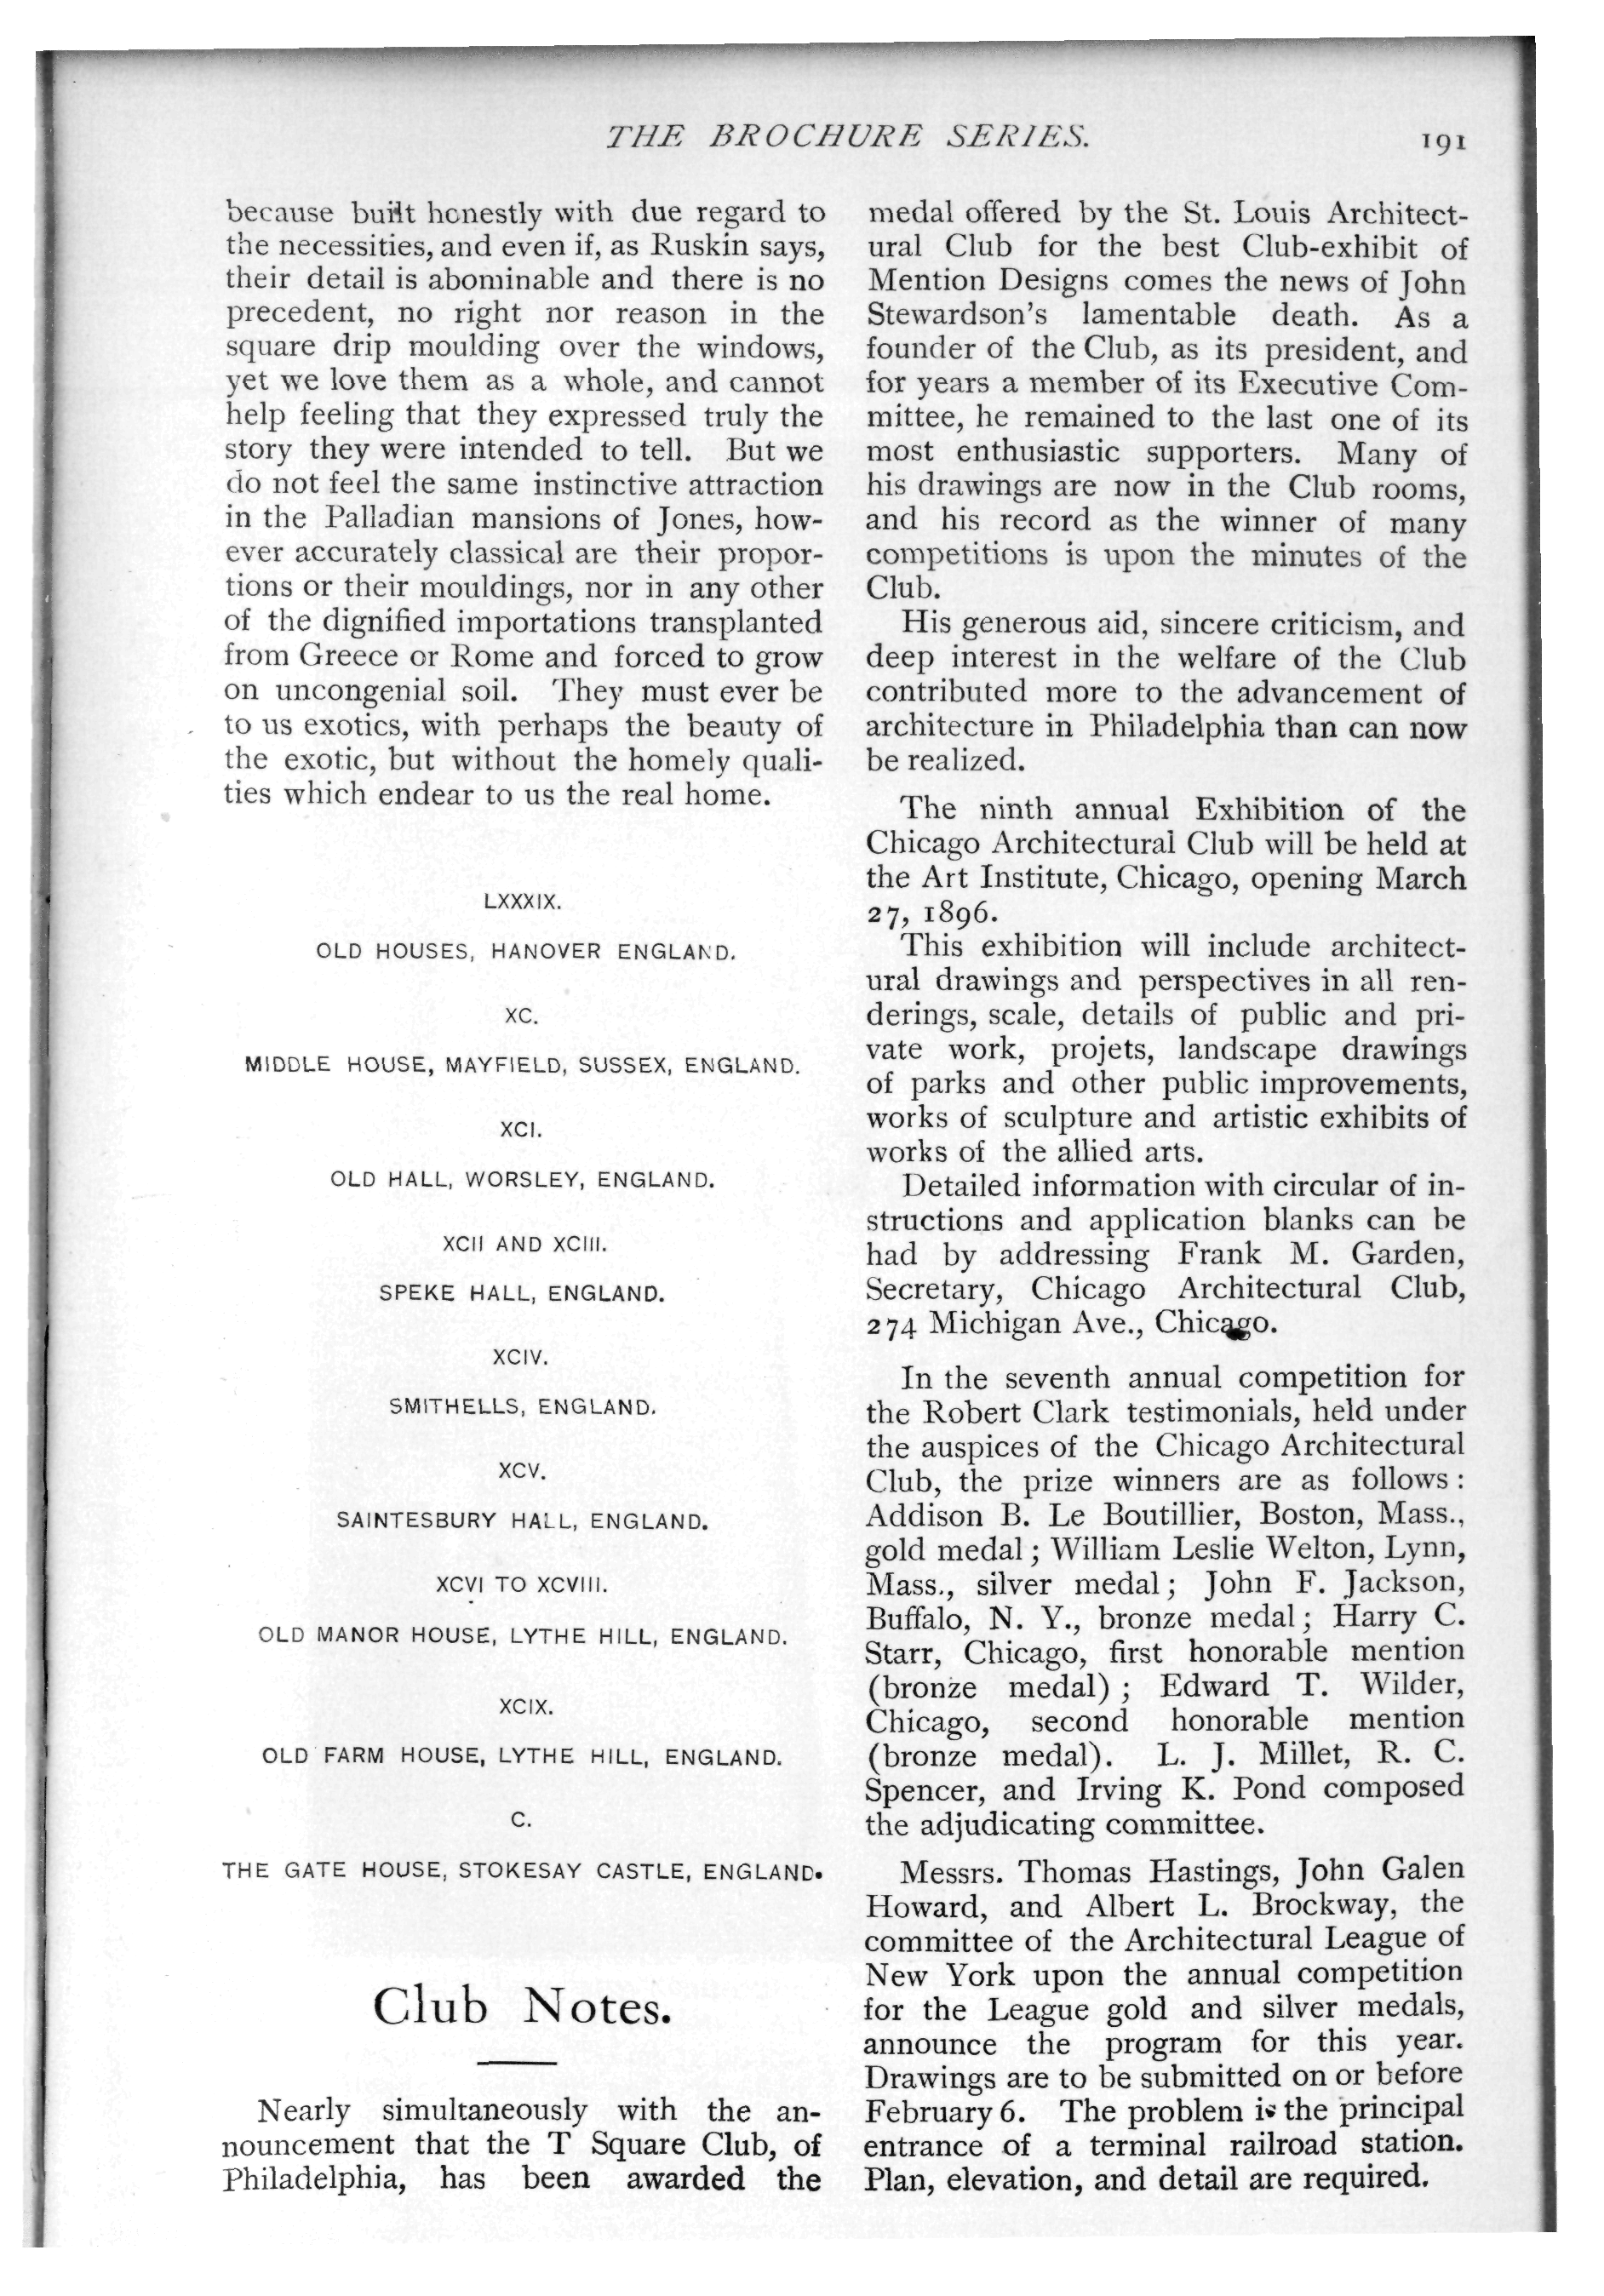 THE BROCHURE SERIES. 191
because built honestly with due regard to
the necessities, and even if, as Ruskin says,
their detail is abominable and there is no
precedent, no right nor reason in the
square drip moulding over the windows,
yet we love them as a whole, and cannot
help feeling that they expressed truly the
story they were intended to tell. But we
do not feel the same instinctive attraction
in the Palladian mansions of Jones, how-
ever accurately classical are their propor-
tions or their mouldings, nor in any other
of the dignified importations transplanted
from Greece or Rome and forced to grow
on uncongenial soil. They must ever be
to us exotics, with perhaps the beauty of
the exotic, but without the homely quali-
ties which endear to us the real home.
LXXXIX.
OLD HOUSES, HANOVER ENGLAND.
XC.
MIDDLE HOUSE, MAYFIELD, SUSSEX, ENGLAND.
XCI.
OLD HALL, WORSLEY, ENGLAND.
XCII AND XCIII.
SPEKE HALL, ENGLAND.
XCIV.
SMITHELLS, ENGLAND.
XCV.
SAINTESBURY HALL, ENGLAND.
XCVI TO XCVIII.
OLD MANOR HOUSE, LYTHE HILL, ENGLAND.
XCIX.
OLD FARM HOUSE, LYTHE HILL, ENGLAND.
C.
THE GATE HOUSE, STOKESAY CASTLE, ENGLAND.
Club Notes.
Nearly simultaneously with the an-
nouncement that the T Square Club, of
Philadelphia, has been awarded the
medal offered by the St. Louis Architect-
ural Club for the best Club-exhibit of
Mention Designs comes the news of John
Stewardson's lamentable death. As a
founder of the Club, as its president, and
for years a member of its Executive Com-
mittee, he remained to the last one of its
most enthusiastic supporters. Many of
his drawings are now in the Club rooms,
and his record as the winner of many
competitions is upon the minutes of the
Club.
His generous aid, sincere criticism, and
deep interest in the welfare of the Club
contributed more to the advancement of
architecture in Philadelphia than can now
be realized.
The ninth annual Exhibition of the
Chicago Architectural Club will be held at
the Art Institute, Chicago, opening March
27, 1896.
This exhibition will include architect-
ural drawings and perspectives in all ren-
derings, scale, details of public and pri-
vate work, projets, landscape drawings
of parks and other public improvements,
works of sculpture and artistic exhibits of
works of the allied arts.
Detailed information with circular of in-
structions and application blanks can be
had by addressing Frank M. Garden,
Secretary, Chicago Architectural Club,
274 Michigan Ave., Chicago.
In the seventh annual competition for
the Robert Clark testimonials, held under
the auspices of the Chicago Architectural
Club, the prize winners are as follows :
Addison B. Le Boutillier, Boston, Mass.,
gold medal ; William Leslie Welton, Lynn,
Mass., silver medal ; John F. Jackson,
Buffalo, N. Y., bronze medal ; Harry C.
Starr, Chicago, first honorable mention
(bronze medal) ; Edward T. Wilder,
Chicago, second honorable mention
(bronze medal). L. J. Millet, R. C.
Spencer, and Irving K. Pond composed
the adjudicating committee.
Messrs. Thomas Hastings, John Galen
Howard, and Albert L. Brockway, the
committee of the Architectural League of
New York upon the annual competition
for the League gold and silver medals,
announce the program for this year.
Drawings are to be submitted on or before
February 6. The problem is the principal
entrance of a terminal railroad station.
Plan, elevation, and detail are required.